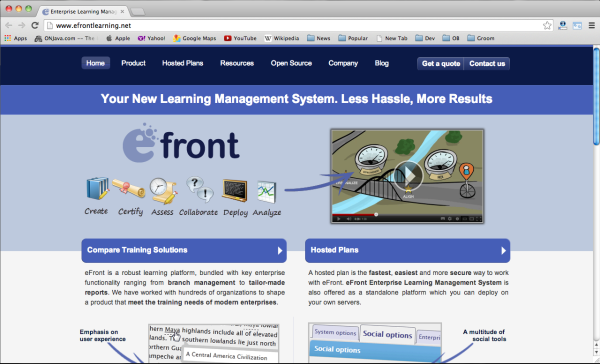 Enterprise Learning Manag
www.efrontlearning.net
ONJava.com -- The
Apple
Yahoo!
Google Maps
YouTube
Wikipedia
News
Popular
New Tab
Dev
OB
Groom
Home Product Hosted Plans Resources Open Source Company Blog Get a quote Contact us
Your New Learning Management System. Less Hassle, More Results
efront
Create Certify Assess Collaborate Deploy Analyze
Compare Training Solutions
eFront is a robust learning platform, bundled with key enterprise
functionality ranging from branch management to tailor-made
reports. We have worked with hundreds of organizations to shape
a product that meet the training needs of modern enterprises.
Hosted Plans
A hosted plan is the fastest, easiest and more secure way to work
with eFront. eFront Enterprise Learning Management System is
also offered as a standalone platform which you can deploy on
your own servers.
Emphasis on
user experience
hern Maya highlands include all of elevated
lands. The southern lowlands lie just north
northern Gua
empeche ar
A Central America Civilization
System options Social options Enterpri
Social options
A multitude of
social tools